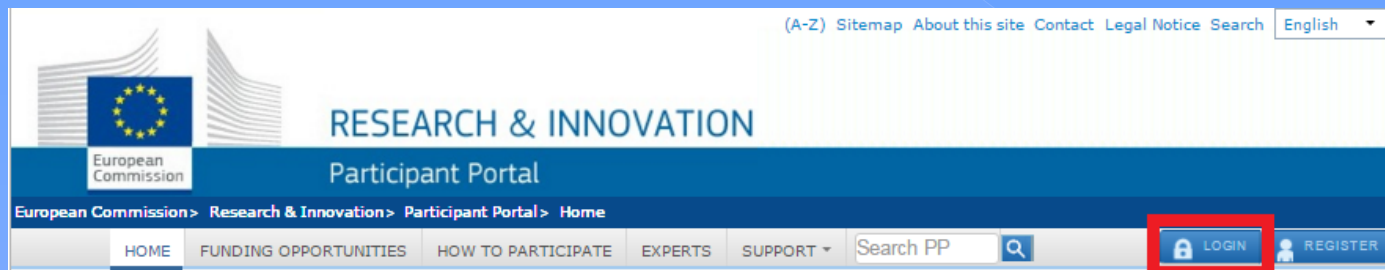 (A-Z) Sitemap About this site Contact Legal Notice Search English
RESEARCH & INNOVATION
European
Commission
Participant Portal
European Commission> Research & Innovation> Participant Portal> Home
HOME FUNDING OPPORTUNITIES HOW TO PARTICIPATE EXPERTS SUPPORT Search PP LOGIN REGISTER